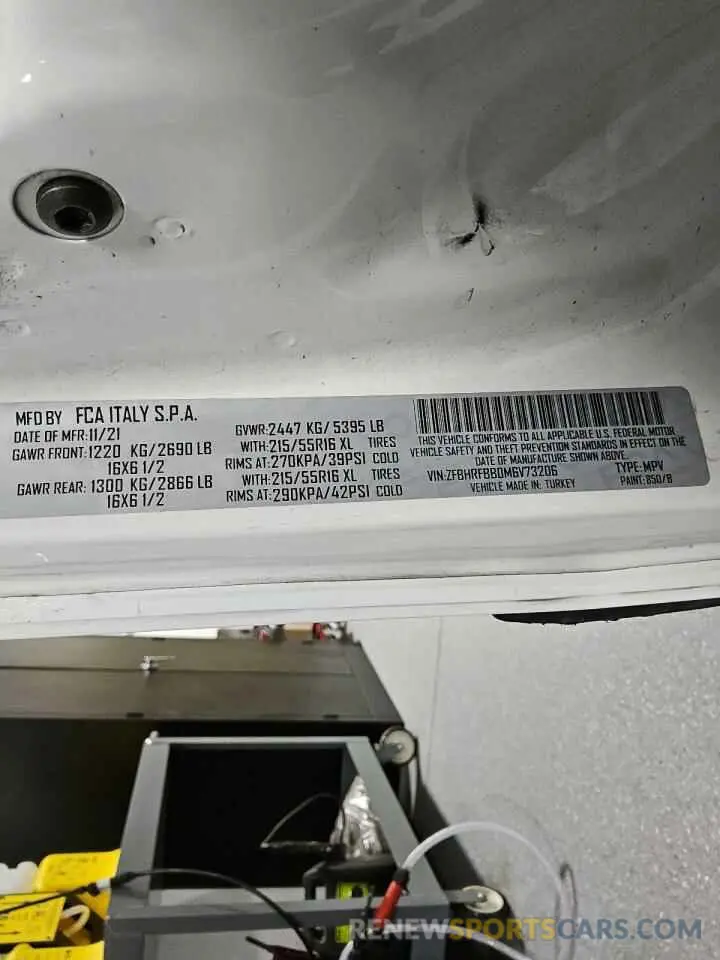 MFD BY FCA ITALY S.P.A.
DATE OF MFR:11/21
GAWR FRONT:1220 KG/2690 LB
16X6 1/2
GAWR REAR:1300 KG/2866 LB
16X6 1/2
GVWR:2447 KG/5395 LB
WITH:215/55R16 XL TIRES
RIMS AT:270KPA/39PSI COLD
WITH:215/55R16 XL TIRES
RIMS AT:290KPA/42PSI COLD
THIS VEHICLE CONFORMS TO ALL APPLICABLE U.S. FEDERAL MOTOR
VEHICLE SAFETY AND THEFT PREVENTION STANDARDS IN EFFECT ON THE
DATE OF MANUFACTURE SHOWN ABOVE.
VIN:ZFBHRFBB0M6V73206 TYPE:MPV
VEHICLE MADE IN: TURKEY PAINT:850/B
RENEWSPORTSCARS.COM